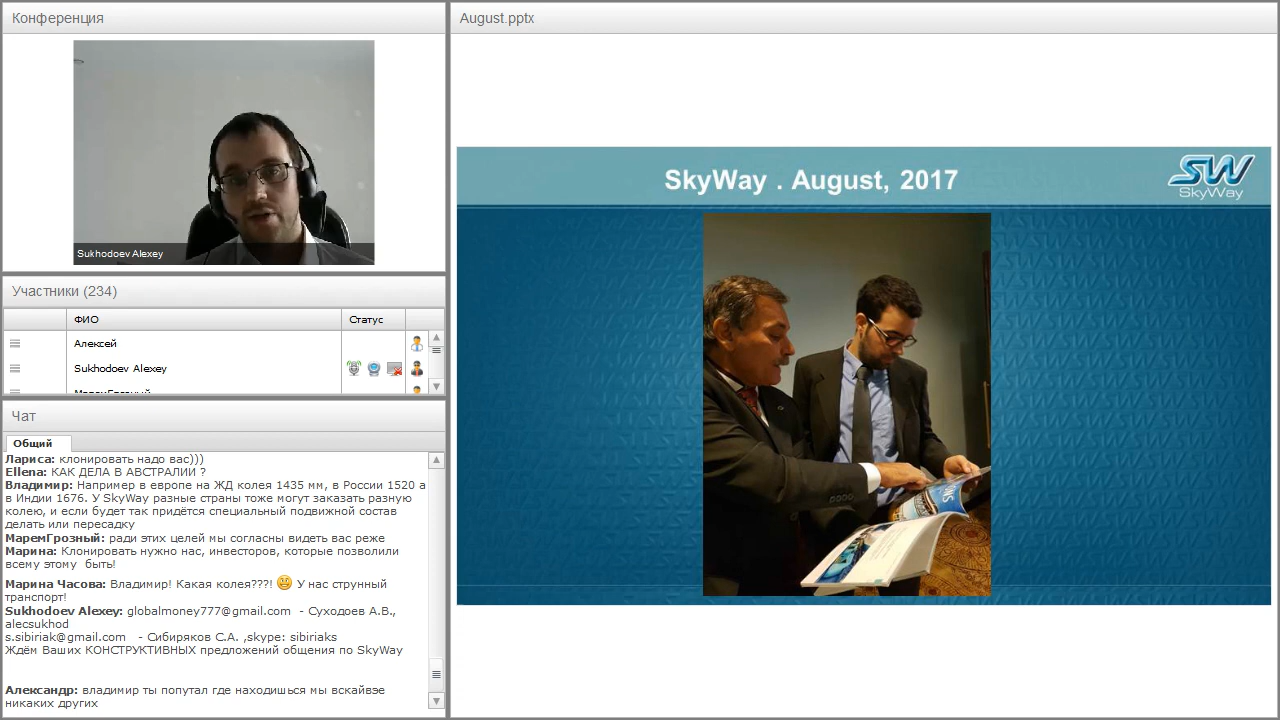 Конференция
Sukhodoev Alexey
Участники (234)
ФИО
Статус
Алексей
Sukhodoev Alexey
МаремГрозный
Чат
Общий
Лариса: клонировать надо вас)))
Ellena: КАК ДЕЛА В АВСТРАЛИИ ?
Владимир: Например в европе на ЖД колея 1435 мм, в России 1520 а
в Индии 1676. У SkyWay разные страны тоже могут заказать разную
колею, и если будет так придётся специальный подвижной состав
делать или пересадку
МаремГрозный: ради этих целей мы согласны видеть вас реже
Марина: Клонировать нужно нас, инвесторов, которые позволили
всему этому быть!
Марина Часова: Владимир! Какая колея???! У нас струнный
транспорт!
Sukhodoev Alexey: globalmoney777@gmail.com - Суходоев А.В.,
alecsukhod
s.sibiriak@gmail.com - Сибиряков С.А. ,skype: sibiriaks
Ждём Ваших КОНСТРУКТИВНЫХ предложений общения по SkyWay
Александр: владимир ты попутал где находишься мы вскайвэе
никаких других
August.pptx
SkyWay . August, 2017
SW
SkyWay